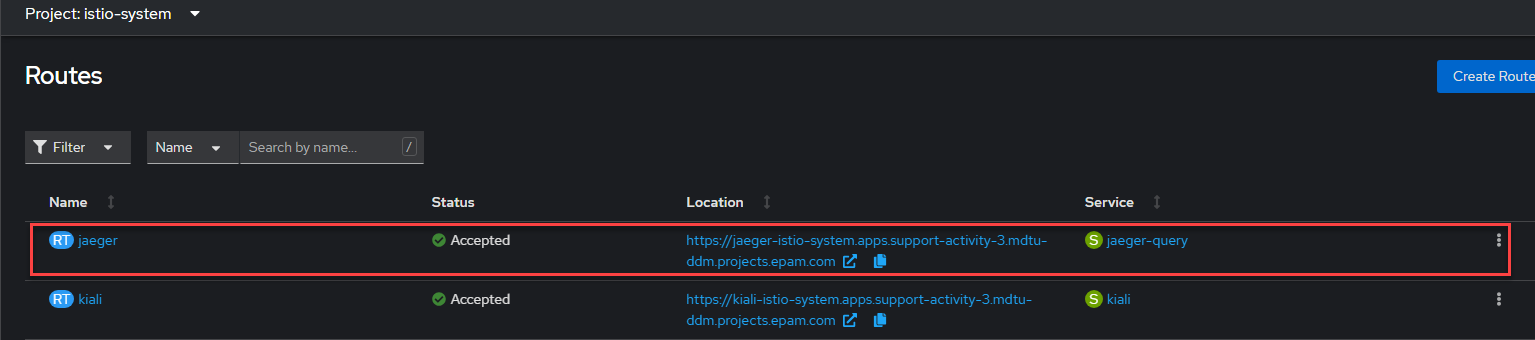 Project: istio-system
Routes
Create Route
Filter Name Search by name... /
Name Status Location Service
RT jaeger Accepted https://jaeger-istio-system.apps.support-activity-3.mdtu- S jaeger-query
ddm.projects.epam.com
RT kiali Accepted https://kiali-istio-system.apps.support-activity-3.mdtu- S kiali
ddm.projects.epam.com